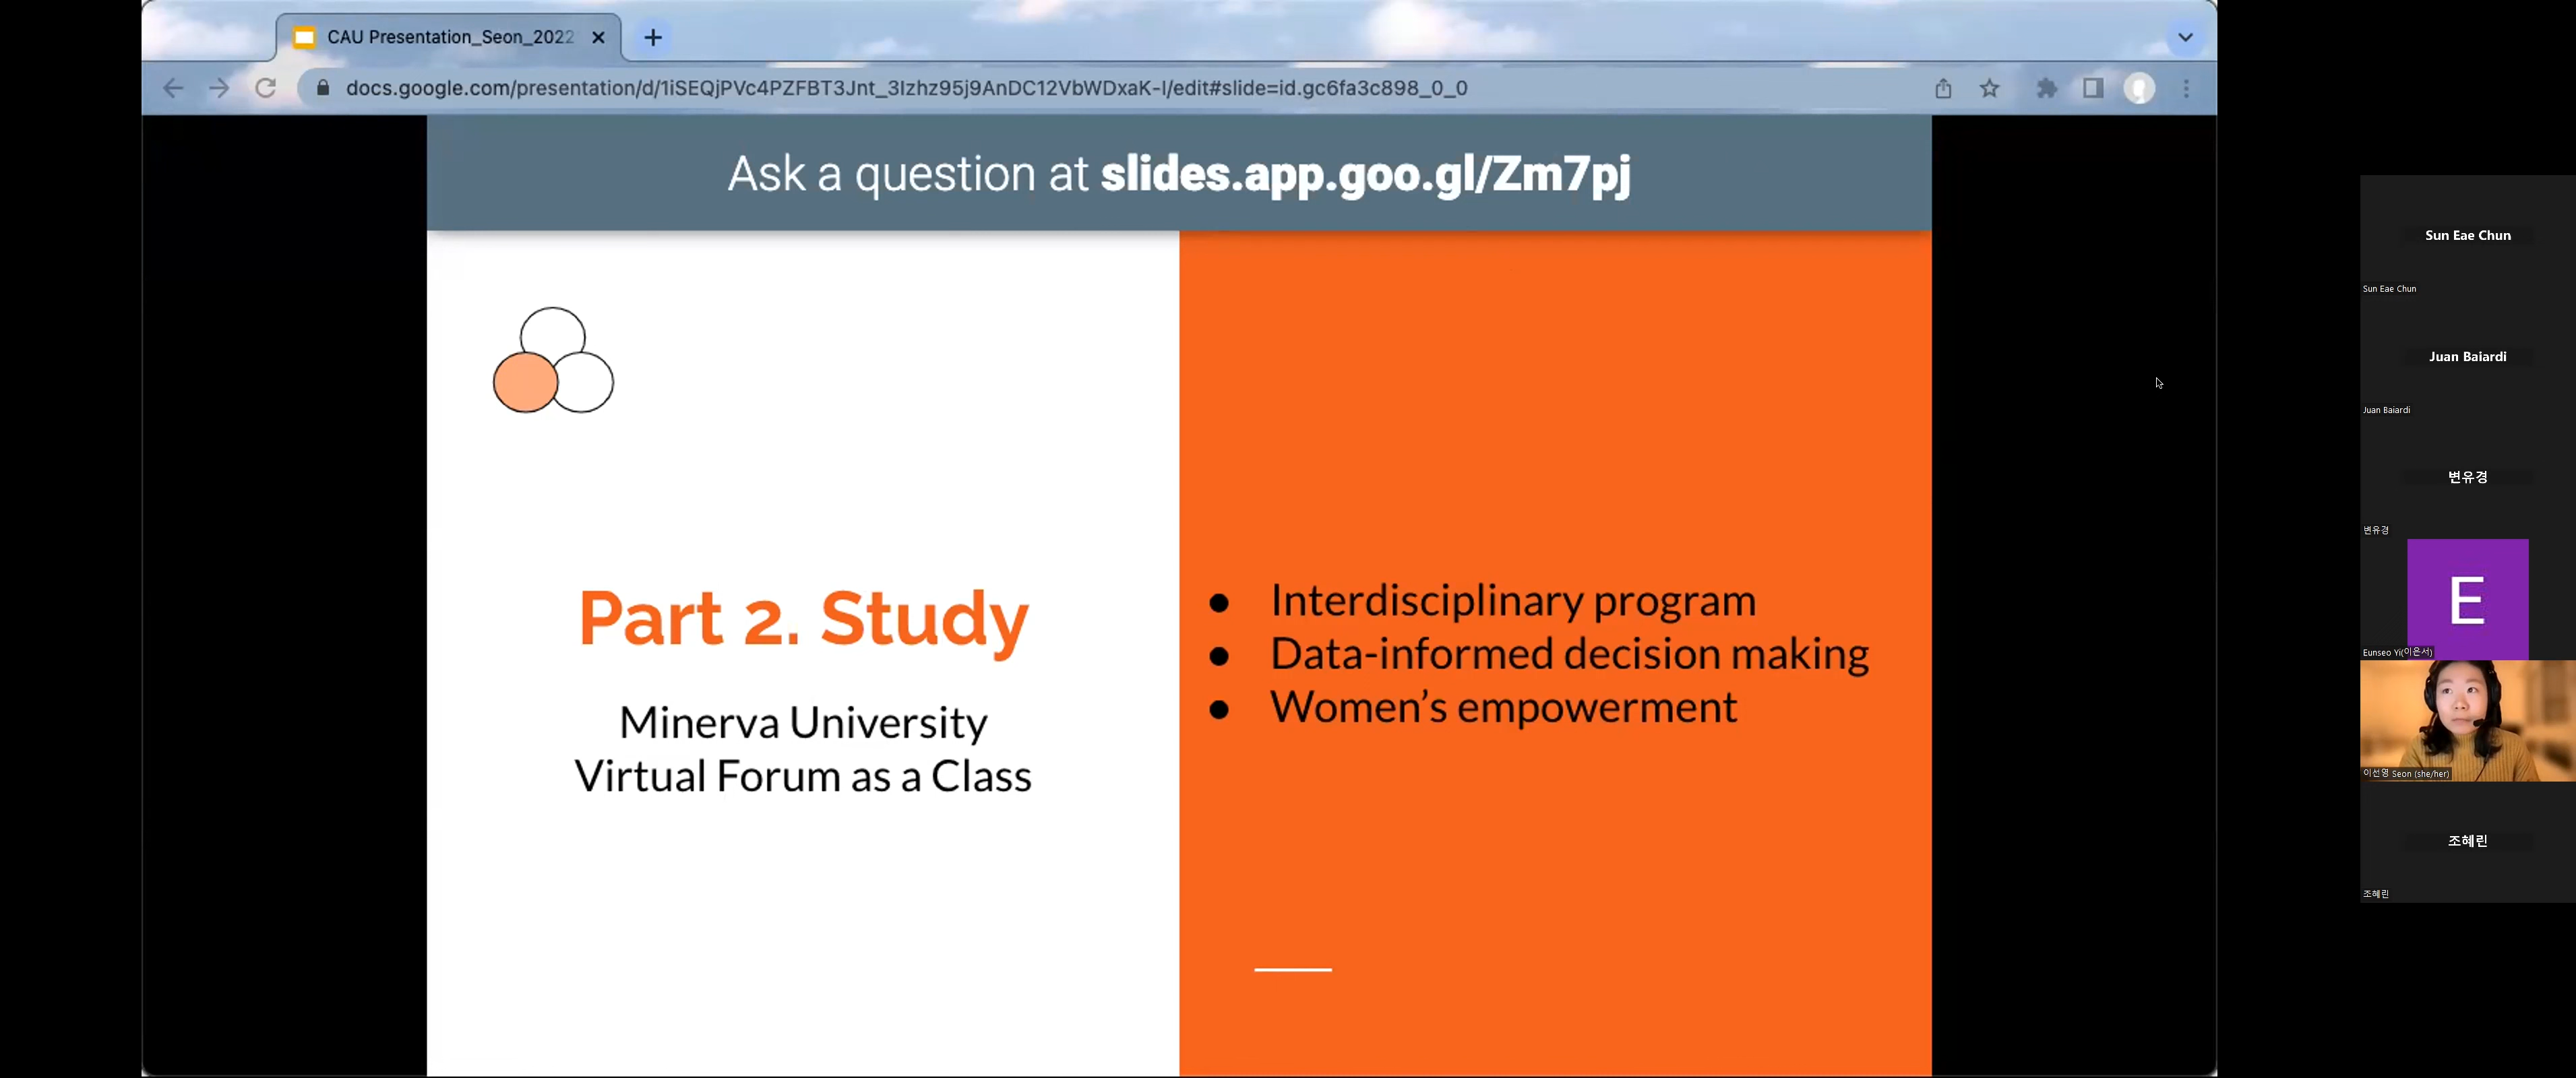 CAU Presentation_Seon_2022
docs.google.com/presentation/d/1iSEQjPVc4PZFBT3Jnt_3Izhz95j9AnDC12VbWDxaK-I/edit#slide=id.gc6fa3c898_0_0
Ask a question at slides.app.goo.gl/Zm7pj
Part 2. Study
Minerva University
Virtual Forum as a Class
● Interdisciplinary program
● Data-informed decision making
● Women's empowerment
Sun Eae Chun
Sun Eae Chun
Juan Baiardi
Juan Baiardi
변유경
변유경
E
Eunseo Yi(이은서)
이선영 Seon (she/her)
조혜린
조혜린